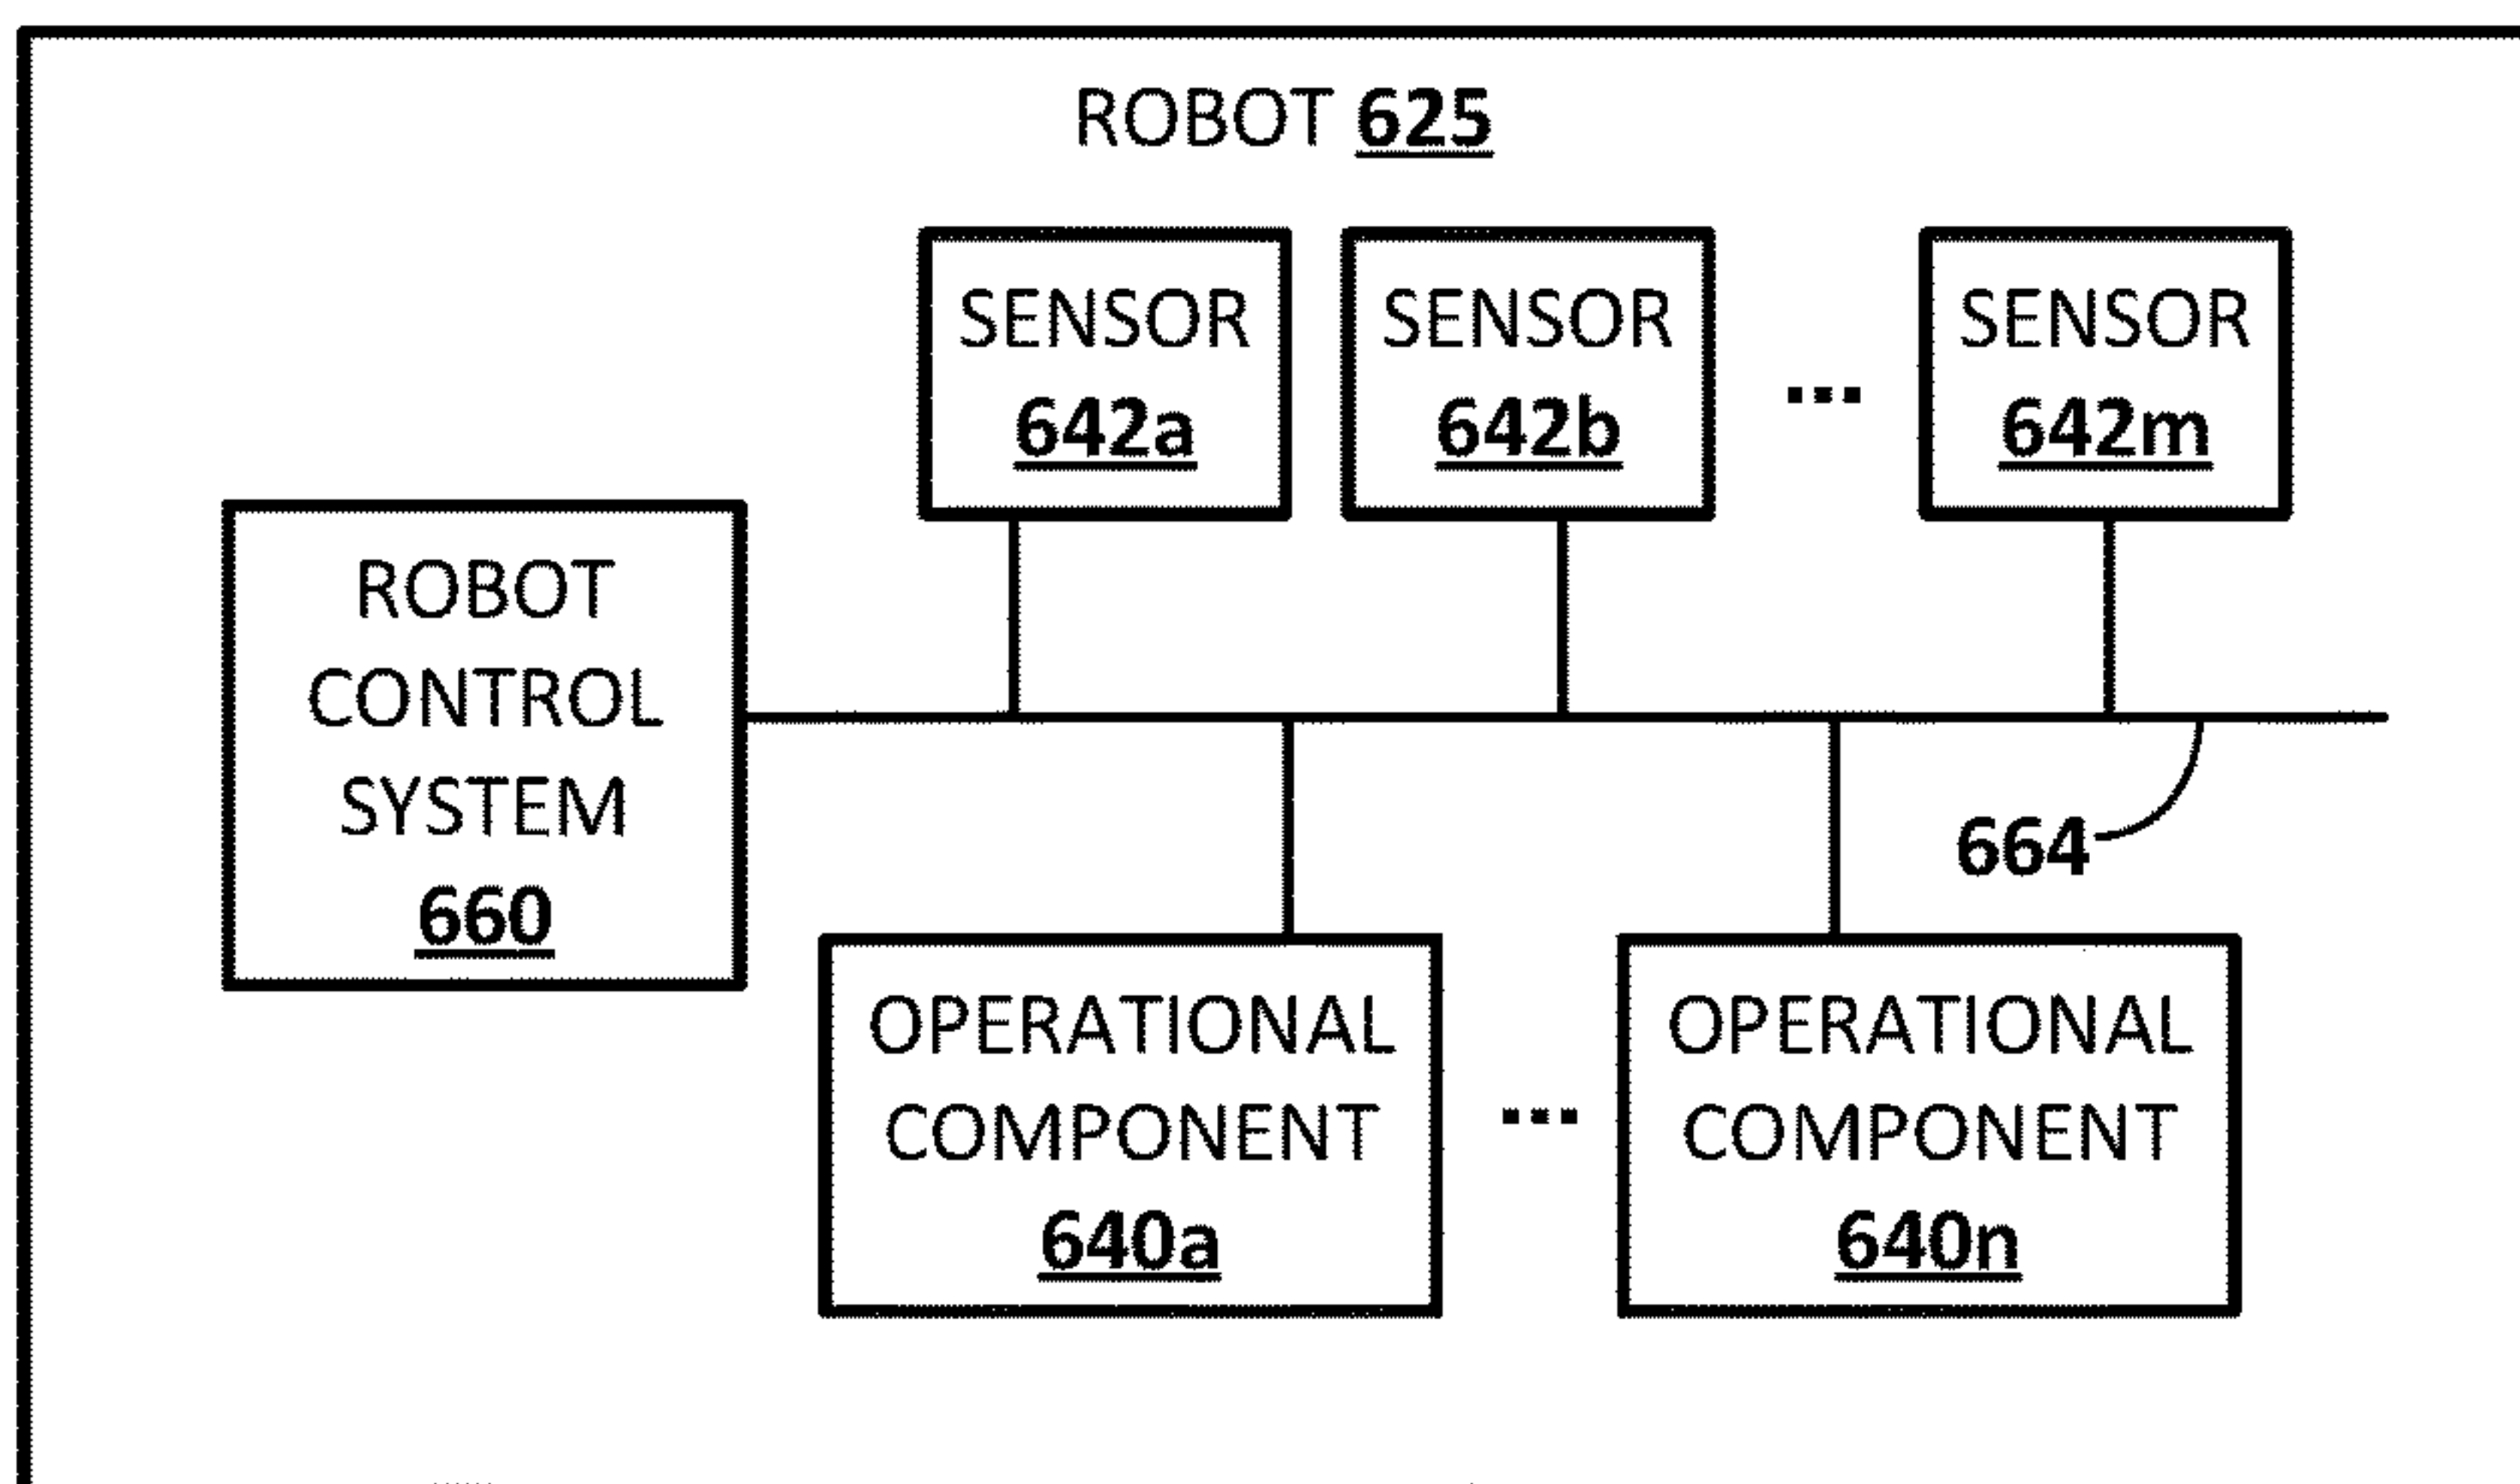 ROBOT 625
SENSOR
642a
SENSOR
642b
...
SENSOR
642m
ROBOT
CONTROL
SYSTEM
660
664
OPERATIONAL
COMPONENT
640a
...
OPERATIONAL
COMPONENT
640n